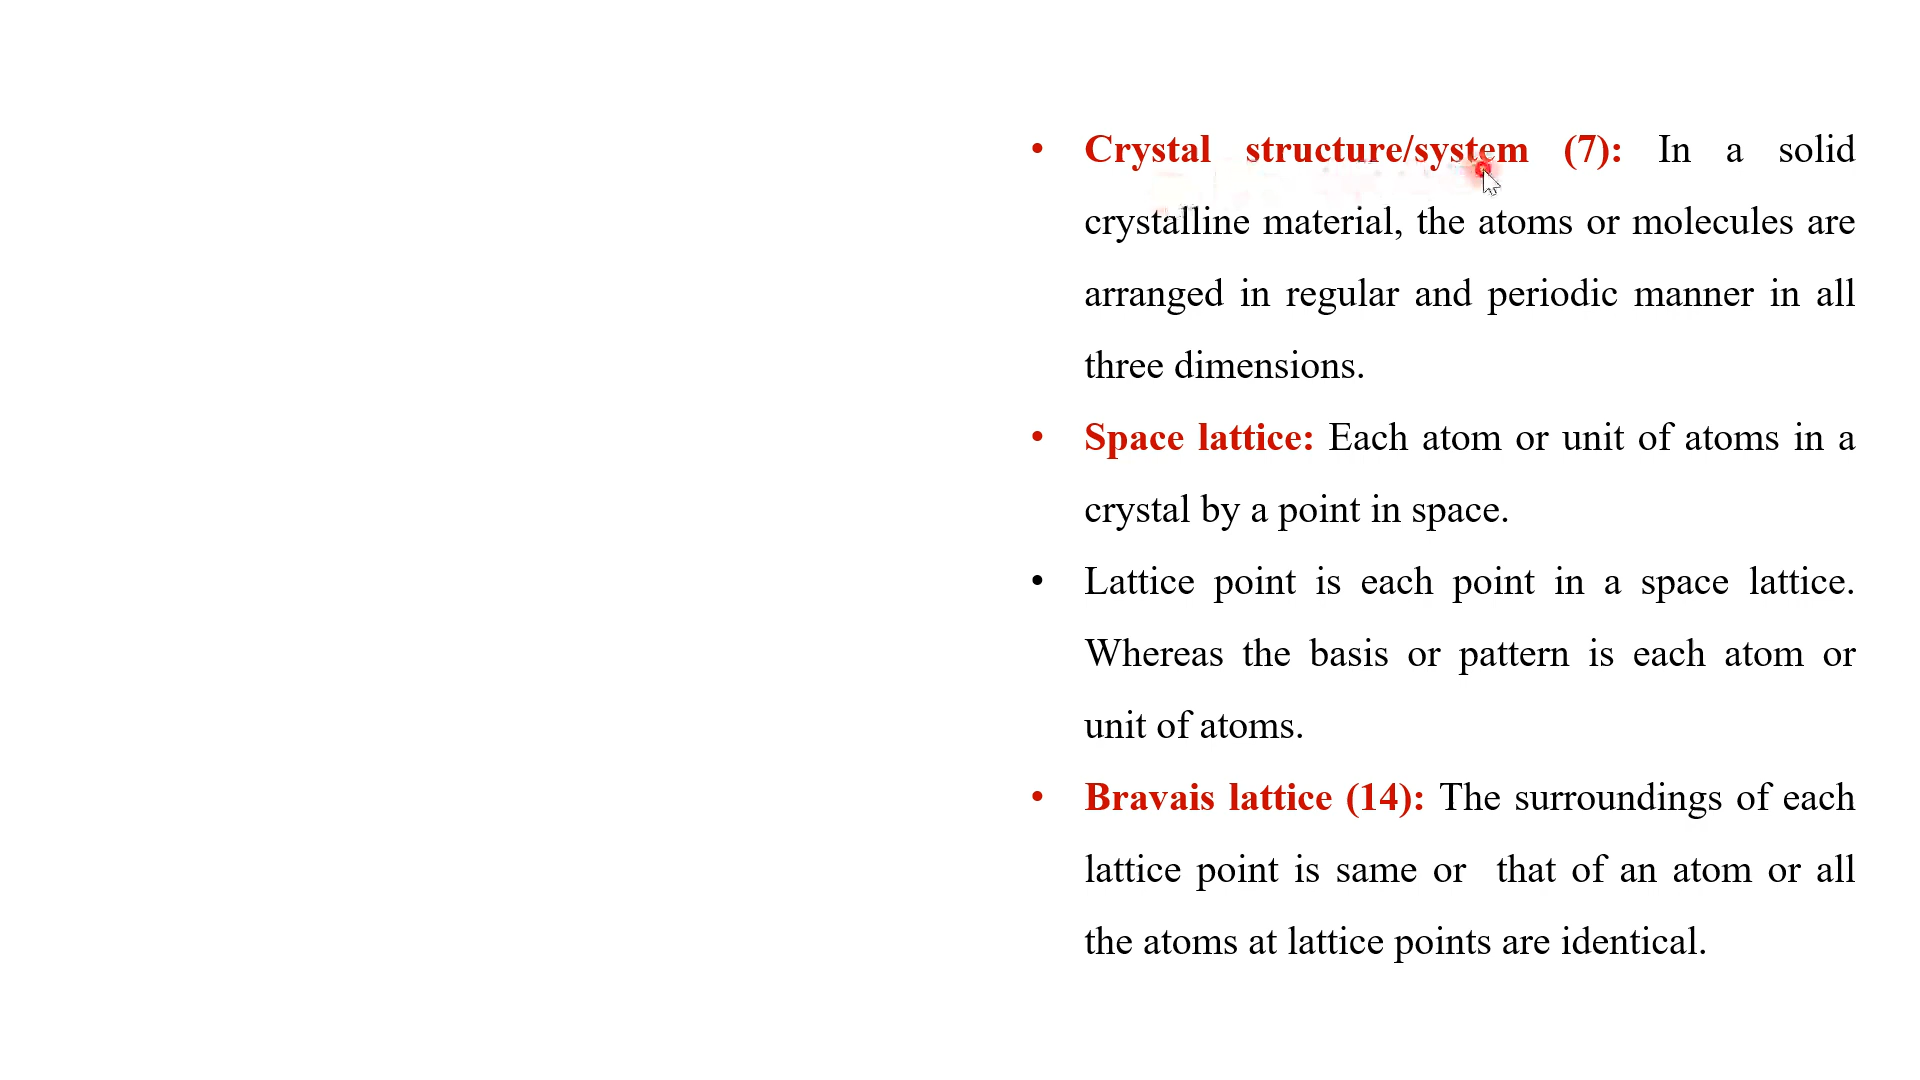 • Crystal structure/system (7): In a solid
crystalline material, the atoms or molecules are
arranged in regular and periodic manner in all
three dimensions.
• Space lattice: Each atom or unit of atoms in a
crystal by a point in space.
• Lattice point is each point in a space lattice.
Whereas the basis or pattern is each atom or
unit of atoms.
• Bravais lattice (14): The surroundings of each
lattice point is same or that of an atom or all
the atoms at lattice points are identical.